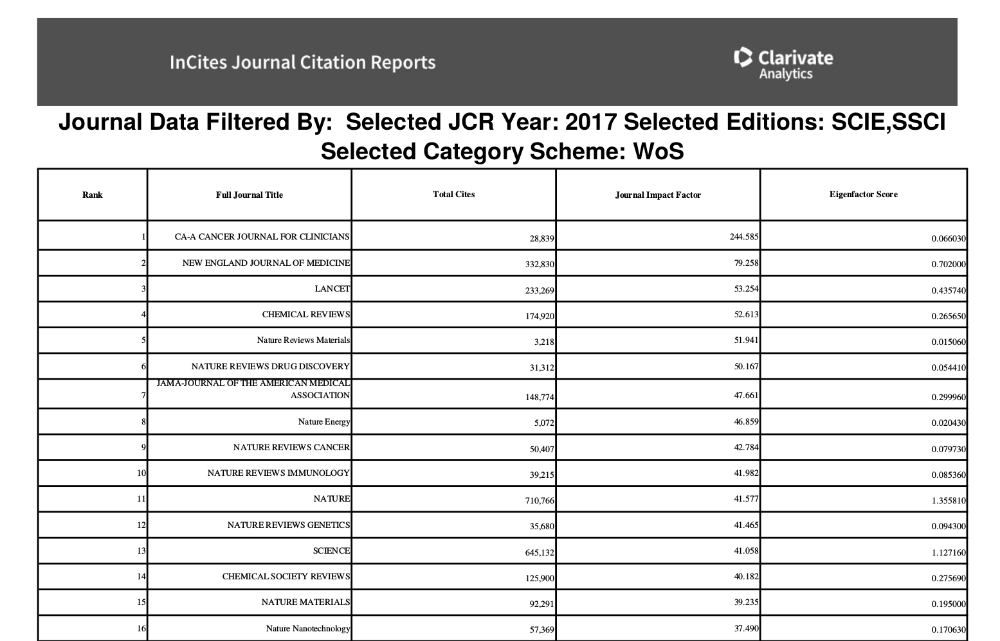 InCites Journal Citation Reports
Clarivate
Analytics
Journal Data Filtered By:  Selected JCR Year: 2017 Selected Editions: SCIE,SSCI
Selected Category Scheme: WoS
Rank Full Journal Title Total Cites Journal Impact Factor Eigenfactor Score
1 CA-A CANCER JOURNAL FOR CLINICIANS 28,839 244.585 0.066030
2 NEW ENGLAND JOURNAL OF MEDICINE 332,830 79.258 0.702000
3 LANCET 233,269 53.254 0.435740
4 CHEMICAL REVIEWS 174,920 52.613 0.265650
5 Nature Reviews Materials 3,218 51.941 0.015060
6 NATURE REVIEWS DRUG DISCOVERY 31,312 50.167 0.054410
JAMA-JOURNAL OF THE AMERICAN MEDICAL
7 ASSOCIATION 148,774 47.661 0.299960
8 Nature Energy 5,072 46.859 0.020430
9 NATURE REVIEWS CANCER 50,407 42.784 0.079730
10 NATURE REVIEWS IMMUNOLOGY 39,215 41.982 0.085360
11 NATURE 710,766 41.577 1.355810
12 NATURE REVIEWS GENETICS 35,680 41.465 0.094300
13 SCIENCE 645,132 41.058 1.127160
14 CHEMICAL SOCIETY REVIEWS 125,900 40.182 0.275690
15 NATURE MATERIALS 92,291 39.235 0.195000
16 Nature Nanotechnology 57,369 37.490 0.170630